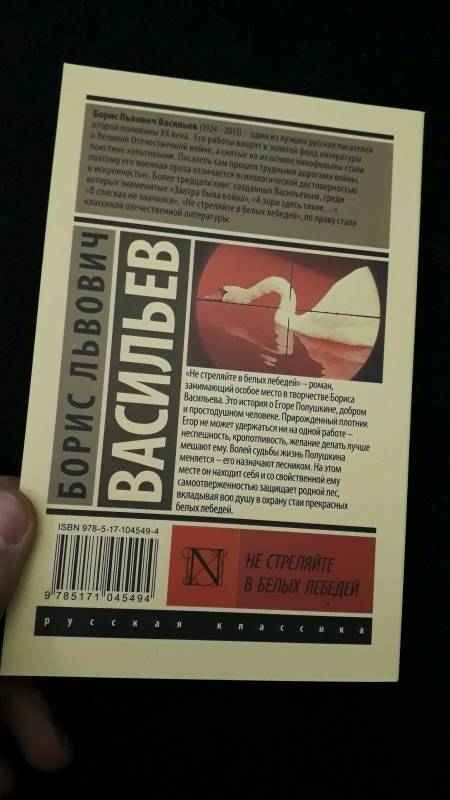 Борис Львович Васильев (1924 – 2013) – один из лучших русских писателей
второй половины XX века. Его работы входят в золотой фонд литературы
о Великой Отечественной войне, а снятые на их основе кинофильмы стали
поистине культовыми. Писатель сам прошел трудными дорогами войны,
поэтому его военная проза отличается психологической достоверностью
и искренностью. Более тридцати книг, созданных Васильевым, среди
которых знаменитые «Завтра была война», «А зори здесь тихие…»,
«В списках не значился», «Не стреляйте в белых лебедей», по праву стали
классикой отечественной литературы.
БОРИС ЛЬВОВИЧ
ВАСИЛЬЕВ
«Не стреляйте в белых лебедей» – роман,
занимающий особое место в творчестве Бориса
Васильева. Это история о Егоре Полушкине, добром
и простодушном человеке. Прирожденный плотник
Егор не может удержаться ни на одной работе –
неспешность, кропотливость, желание делать лучше
мешают ему. Волей судьбы жизнь Полушкина
меняется – его назначают лесником. На этом
месте он находит себя и со свойственной ему
самоотверженностью защищает родной лес,
вкладывая всю душу в охрану стаи прекрасных
белых лебедей.
ISBN 978-5-17-104549-4
9 785171 045494
N
НЕ СТРЕЛЯЙТЕ
В БЕЛЫХ ЛЕБЕДЕЙ
русская классика